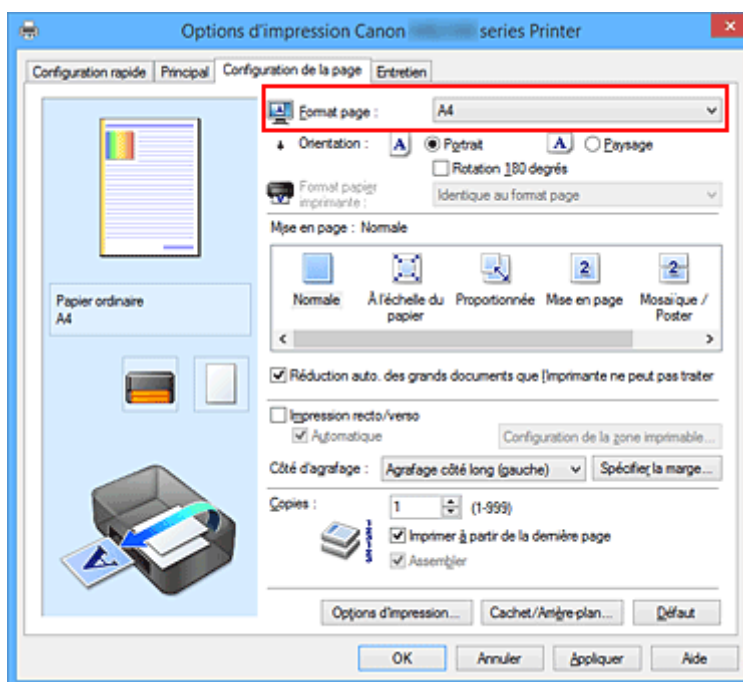 Options d'impression Canon series Printer
Configuration rapide Principal Configuration de la page Entretien
Format page : A4
Orientation : A Portrait A Paysage
Rotation 180 degrés
Format papier imprimante : Identique au format page
Mise en page : Normale
Normale À l'échelle du papier Proportionnée Mise en page Mosaïque / Poster
Papier ordinaire
A4
Réduction auto. des grands documents que l'imprimante ne peut pas traiter
Impression recto/verso
Automatique Configuration de la zone imprimable...
Côté d'agrafage : Agrafage côté long (gauche) Spécifier la marge...
Copies : 1 (1-999)
Imprimer à partir de la dernière page
Assembler
Options d'impression... Cachet/Arrière-plan... Défaut
OK Annuler Appliquer Aide